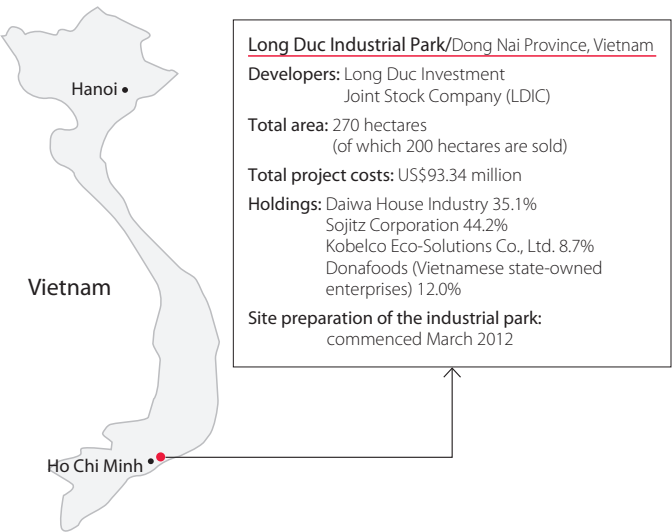 Hanoi
Vietnam
Ho Chi Minh
Long Duc Industrial Park/Dong Nai Province, Vietnam
Developers: Long Duc Investment
Joint Stock Company (LDIC)
Total area: 270 hectares
(of which 200 hectares are sold)
Total project costs: US$93.34 million
Holdings: Daiwa House Industry 35.1%
Sojitz Corporation 44.2%
Kobelco Eco-Solutions Co., Ltd. 8.7%
Donafoods (Vietnamese state-owned
enterprises) 12.0%
Site preparation of the industrial park:
commenced March 2012